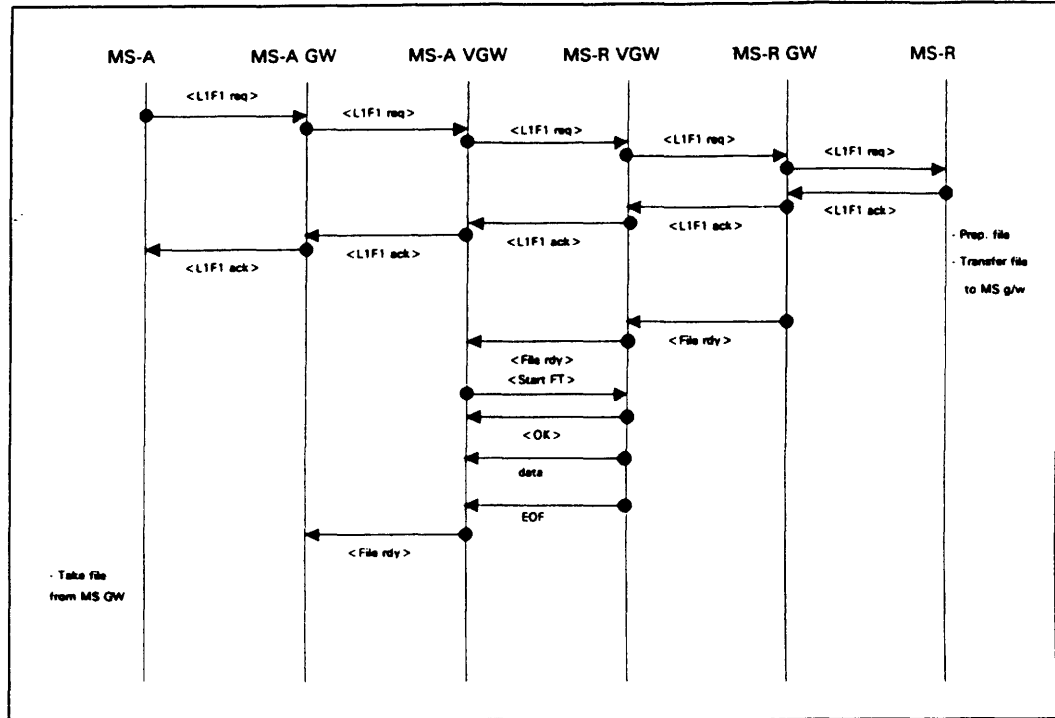 MS-A MS-A GW MS-A VGW MS-R VGW MS-R GW MS-R
<L1F1 req>
<L1F1 req>
<L1F1 req>
<L1F1 req>
<L1F1 req>
<L1F1 ack>
<L1F1 ack>
<L1F1 ack>
<L1F1 ack>
<L1F1 ack>
- Prep. file
- Transfer file
to MS g/w
<File rdy>
<File rdy>
<Start FT>
<OK>
data
EOF
<File rdy>
- Take file
from MS GW